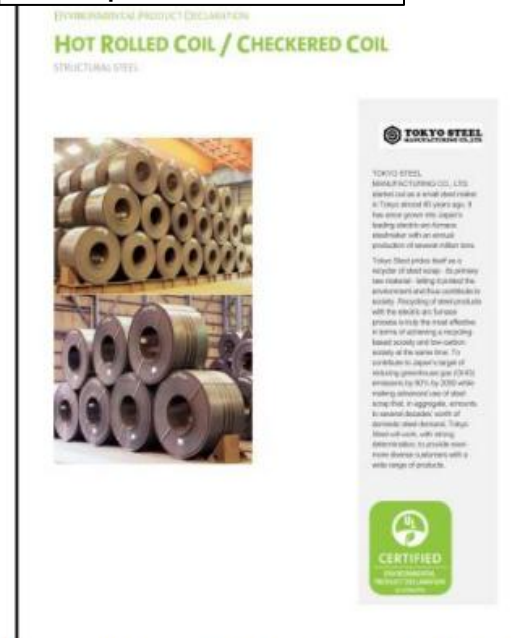 ENVIRONMENTAL PRODUCT DECLARATION
HOT ROLLED COIL / CHECKERED COIL
STRUCTURAL STEEL
TOKYO STEEL
MANUFACTURING CO., LTD.
TOKYO STEEL
MANUFACTURING CO., LTD.
started out as a small steel maker
in Tokyo almost 80 years ago. It
has since grown into Japan's
leading electric arc furnace
steelmaker with an annual
production of several million tons.
Tokyo Steel prides itself as a
recycler of steel scrap - its primary
raw material - letting it protect the
environment and thus contribute to
society. Recycling of steel products
with the electric arc furnace
process is truly the most effective
in terms of achieving a recycling-
based society and low-carbon
society at the same time. To
contribute to Japan's target of
reducing greenhouse gas (GHG)
emissions by 80% by 2050 while
making advanced use of steel
scrap that, in aggregate, amounts
to several decades' worth of
domestic steel demand, Tokyo
Steel will work, with strong
determination, to provide even
more diverse customers with a
wide range of products.
UL
CERTIFIED
ENVIRONMENTAL
PRODUCT DECLARATION